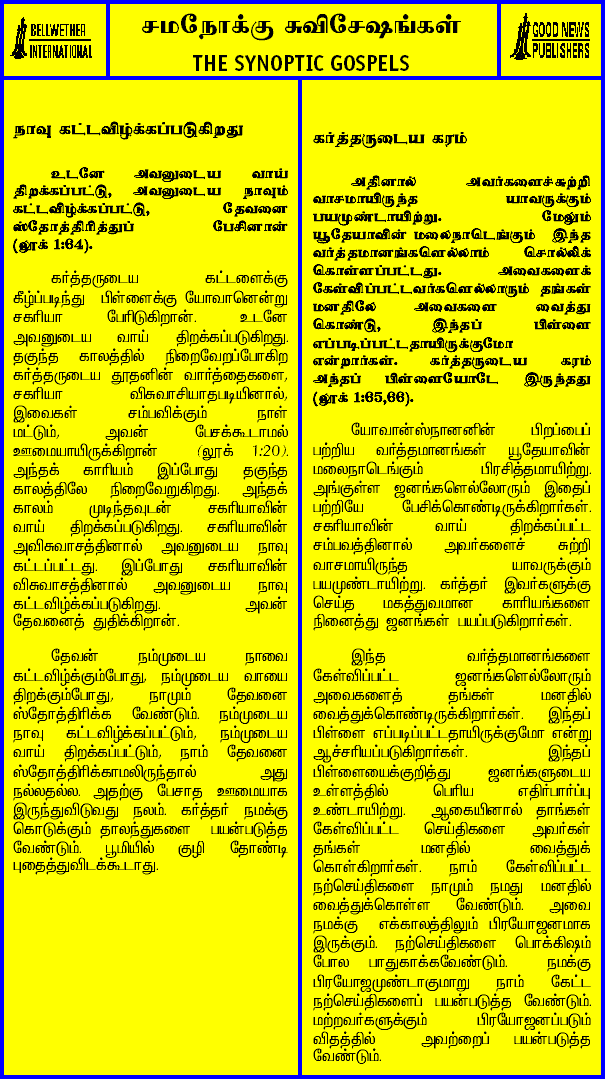 BELLWETHER
INTERNATIONAL
சமநோக்கு சுவிசேஷங்கள்
THE SYNOPTIC GOSPELS
GOOD NEWS
PUBLISHERS
நாவு கட்டவிழ்க்கப்படுகிறது
உடனே அவனுடைய வாய்
திறக்கப்பட்டு, அவனுடைய நாவும்
கட்டவிழ்க்கப்பட்டு, தேவனை
ஸ்தோத்திரித்துப் பேசினான்
(லூக் 1:64).
கர்த்தருடைய கட்டளைக்கு
கீழ்ப்படிந்து பிள்ளைக்கு யோவானென்று
சகரியா பேரிடுகிறான். உடனே
அவனுடைய வாய் திறக்கப்படுகிறது.
தகுந்த காலத்தில் நிறைவேறப்போகிற
கர்த்தருடைய தூதனின் வார்த்தைகளை,
சகரியா விசுவாசியாதபடியினால்,
இவைகள் சம்பவிக்கும் நாள்
மட்டும், அவன் பேசக்கூடாமல்
ஊமையாயிருக்கிறான் (லூக் 1:20).
அந்தக் காரியம் இப்போது தகுந்த
காலத்திலே நிறைவேறுகிறது. அந்தக்
காலம் முடிந்தவுடன் சகரியாவின்
வாய் திறக்கப்படுகிறது. சகரியாவின்
அவிசுவாசத்தினால் அவனுடைய நாவு
கட்டப்பட்டது. இப்போது சகரியாவின்
விசுவாசத்தினால் அவனுடைய நாவு
கட்டவிழ்க்கப்படுகிறது. அவன்
தேவனைத் துதிக்கிறான்.
தேவன் நம்முடைய நாவை
கட்டவிழ்க்கும்போது, நம்முடைய வாயை
திறக்கும்போது, நாமும் தேவனை
ஸ்தோத்திரிக்க வேண்டும். நம்முடைய
நாவு கட்டவிழ்க்கப்பட்டும், நம்முடைய
வாய் திறக்கப்பட்டும், நாம் தேவனை
ஸ்தோத்திரிக்காமலிருந்தால் அது
நல்லதல்ல. அதற்கு பேசாத ஊமையாக
இருந்துவிடுவது நலம். கர்த்தர் நமக்கு
கொடுக்கும் தாலந்துகளை பயன்படுத்த
வேண்டும். பூமியில் குழி தோண்டி
புதைத்துவிடக்கூடாது.
கர்த்தருடைய கரம்
அதினால் அவர்களைச்சுற்றி
வாசமாயிருந்த யாவருக்கும்
பயமுண்டாயிற்று. மேலும்
யூதேயாவின் மலைநாடெங்கும் இந்த
வர்த்தமானங்களெல்லாம் சொல்லிக்
கொள்ளப்பட்டது. அவைகளைக்
கேள்விப்பட்டவர்களெல்லாரும் தங்கள்
மனதிலே அவைகளை வைத்து
கொண்டு, இந்தப் பிள்ளை
எப்படிப்பட்டதாயிருக்குமோ
என்றார்கள். கர்த்தருடைய கரம்
அந்தப் பிள்ளையோடே இருந்தது
(லூக் 1:65,66).
யோவான்ஸ்நானனின் பிறப்பைப்
பற்றிய வர்த்தமானங்கள் யூதேயாவின்
மலைநாடெங்கும் பிரசித்தமாயிற்று.
அங்குள்ள ஜனங்களெல்லோரும் இதைப்
பற்றியே பேசிக்கொண்டிருக்கிறார்கள்.
சகரியாவின் வாய் திறக்கப்பட்ட
சம்பவத்தினால் அவர்களைச் சுற்றி
வாசமாயிருந்த யாவருக்கும்
பயமுண்டாயிற்று. கர்த்தர் இவர்களுக்கு
செய்த மகத்துவமான காரியங்களை
நினைத்து ஜனங்கள் பயப்படுகிறார்கள்.
இந்த வர்த்தமானங்களை
கேள்விப்பட்ட ஜனங்களெல்லோரும்
அவைகளைத் தங்கள் மனதில்
வைத்துக்கொண்டிருக்கிறார்கள். இந்தப்
பிள்ளை எப்படிப்பட்டதாயிருக்குமோ என்று
ஆச்சரியப்படுகிறார்கள். இந்தப்
பிள்ளையைக்குறித்து ஜனங்களுடைய
உள்ளத்தில் பெரிய எதிர்பார்ப்பு
உண்டாயிற்று. ஆகையினால் தாங்கள்
கேள்விப்பட்ட செய்திகளை அவர்கள்
தங்கள் மனதில் வைத்துக்
கொள்கிறார்கள். நாம் கேள்விப்பட்ட
நற்செய்திகளை நாமும் நமது மனதில்
வைத்துக்கொள்ள வேண்டும். அவை
நமக்கு எக்காலத்திலும் பிரயோஜனமாக
இருக்கும். நற்செய்திகளை பொக்கிஷம்
போல பாதுகாக்கவேண்டும். நமக்கு
பிரயோஜமுண்டாகுமாறு நாம் கேட்ட
நற்செய்திகளைப் பயன்படுத்த வேண்டும்.
மற்றவர்களுக்கும் பிரயோஜனப்படும்
விதத்தில் அவற்றைப் பயன்படுத்த
வேண்டும்.